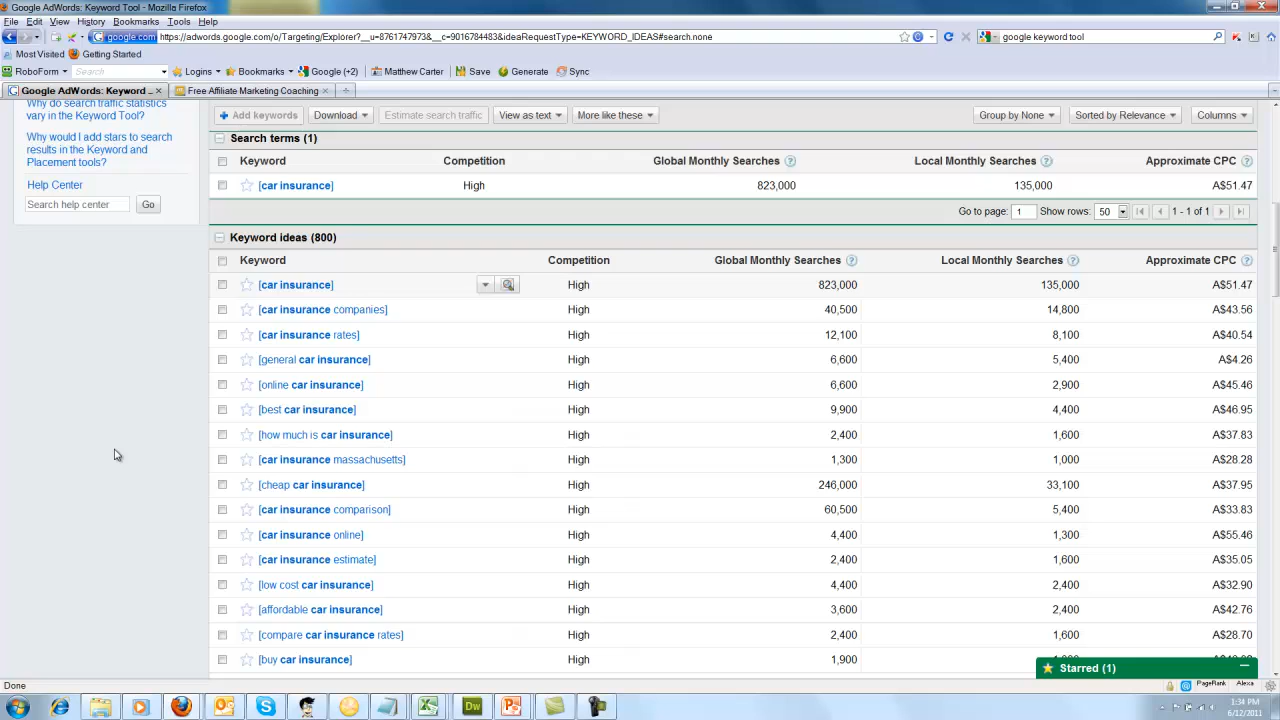 Google AdWords: Keyword Tool - Mozilla Firefox
File Edit View History Bookmarks Tools Help
google.com https://adwords.google.com/o/Targeting/Explorer?__u=8761747973&__c=9016784483&ideaRequestType=KEYWORD_IDEAS#search.none google keyword tool
Most Visited Getting Started
RoboForm Search Logins Bookmarks Google (+2) Matthew Carter Save Generate Sync
Google AdWords: Keyword ... Free Affiliate Marketing Coaching
Why do search traffic statistics
vary in the Keyword Tool?
Why would I add stars to search
results in the Keyword and
Placement tools?
Help Center
Search help center Go
Add keywords Download Estimate search traffic View as text More like these Group by None Sorted by Relevance Columns
Search terms (1)
Keyword Competition Global Monthly Searches ? Local Monthly Searches ? Approximate CPC ?
[car insurance] High 823,000 135,000 A$51.47
Go to page: 1 Show rows: 50 1 - 1 of 1
Keyword ideas (800)
Keyword Competition Global Monthly Searches ? Local Monthly Searches ? Approximate CPC ?
[car insurance] High 823,000 135,000 A$51.47
[car insurance companies] High 40,500 14,800 A$43.56
[car insurance rates] High 12,100 8,100 A$40.54
[general car insurance] High 6,600 5,400 A$4.26
[online car insurance] High 6,600 2,900 A$45.46
[best car insurance] High 9,900 4,400 A$46.95
[how much is car insurance] High 2,400 1,600 A$37.83
[car insurance massachusetts] High 1,300 1,000 A$28.28
[cheap car insurance] High 246,000 33,100 A$37.95
[car insurance comparison] High 60,500 5,400 A$33.83
[car insurance online] High 4,400 1,300 A$55.46
[car insurance estimate] High 2,400 1,600 A$35.05
[low cost car insurance] High 4,400 2,400 A$32.90
[affordable car insurance] High 3,600 2,400 A$42.76
[compare car insurance rates] High 2,400 1,600 A$28.70
[buy car insurance] High 1,900
Starred (1)
Done PageRank Alexa
1:34 PM
6/12/2011